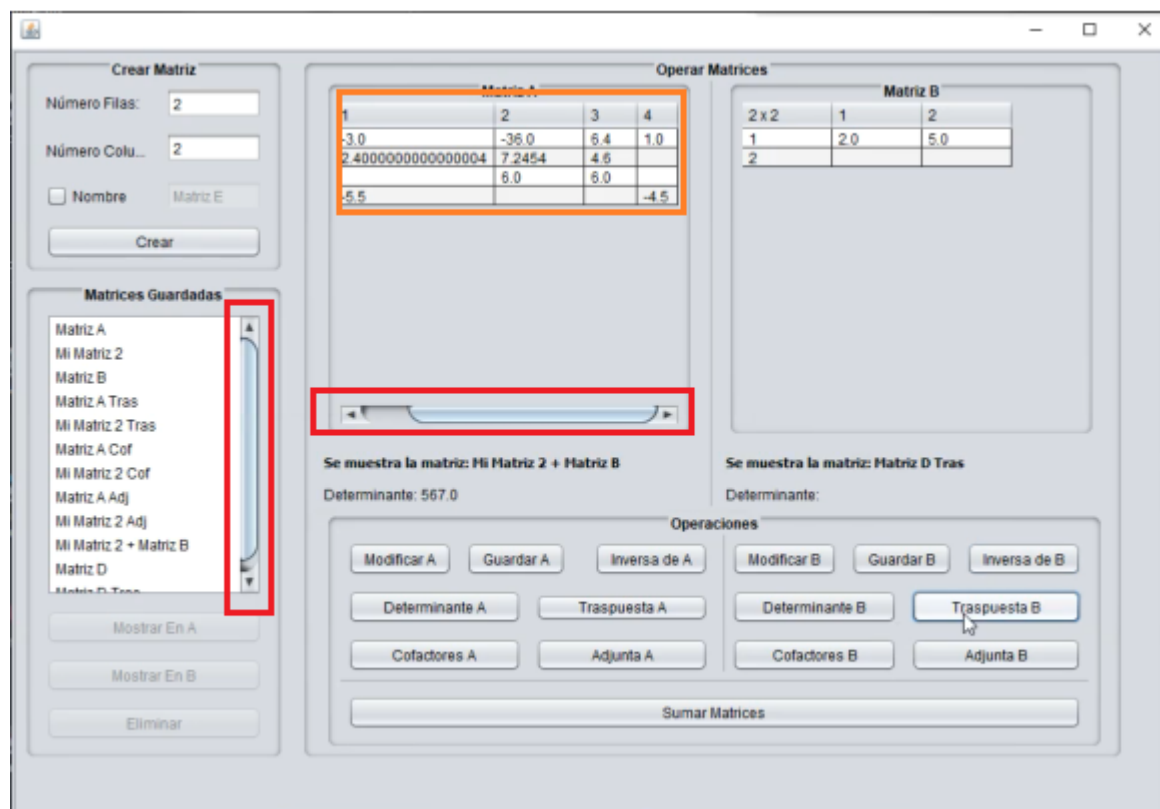 Crear Matriz
Número Filas: 2
Número Colu... 2
Nombre Matriz E
Crear
Matrices Guardadas
Matriz A
Mi Matriz 2
Matriz B
Matriz A Tras
Mi Matriz 2 Tras
Matriz A Cof
Mi Matriz 2 Cof
Matriz A Adj
Mi Matriz 2 Adj
Mi Matriz 2 + Matriz B
Matriz D
Matriz D Tras
Mostrar En A
Mostrar En B
Eliminar
Operar Matrices
Matriz A
1 2 3 4
-3.0 -36.0 6.4 1.0
2.4000000000000004 7.2454 4.6
6.0 6.0
-5.5 -4.5
Se muestra la matriz: Mi Matriz 2 + Matriz B
Determinante: 567.0
Matriz B
2 x 2 1 2
1 2.0 5.0
2
Se muestra la matriz: Matriz D Tras
Determinante:
Operaciones
Modificar A Guardar A Inversa de A Modificar B Guardar B Inversa de B
Determinante A Traspuesta A Determinante B Traspuesta B
Cofactores A Adjunta A Cofactores B Adjunta B
Sumar Matrices